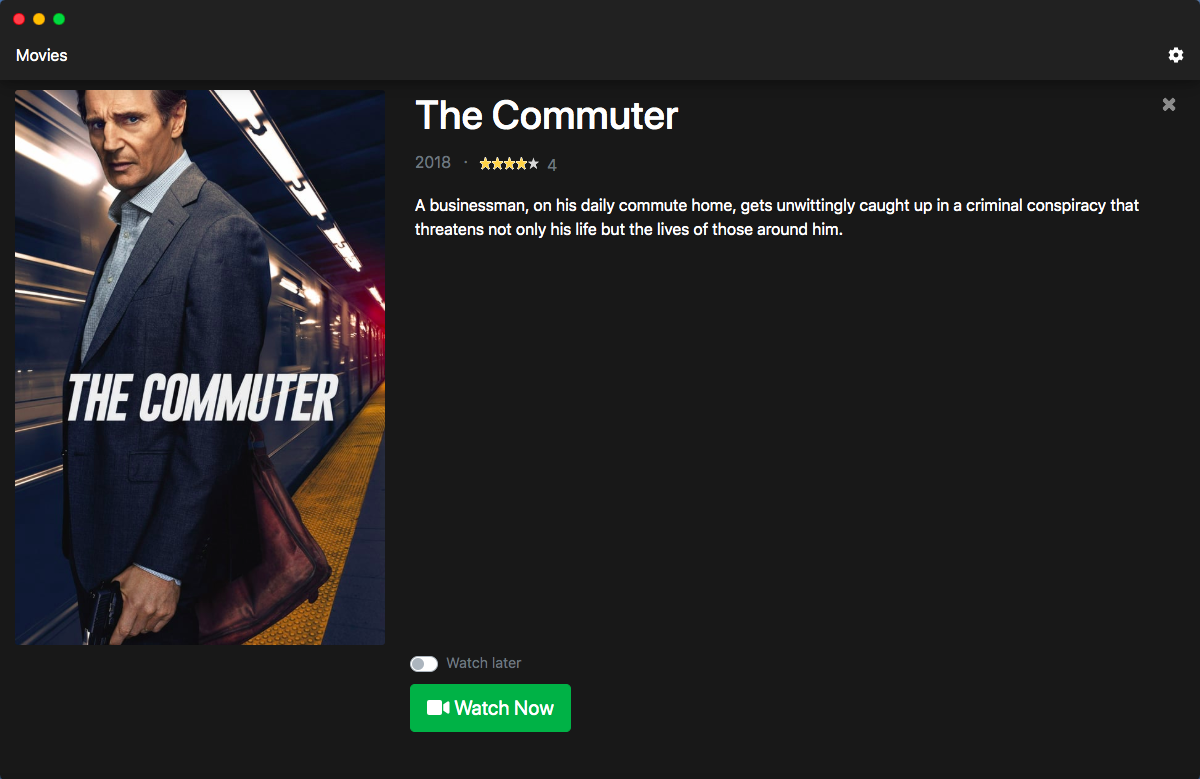 Movies
The Commuter
2018 · 4
A businessman, on his daily commute home, gets unwittingly caught up in a criminal conspiracy that
threatens not only his life but the lives of those around him.
THE COMMUTER
Watch later
Watch Now